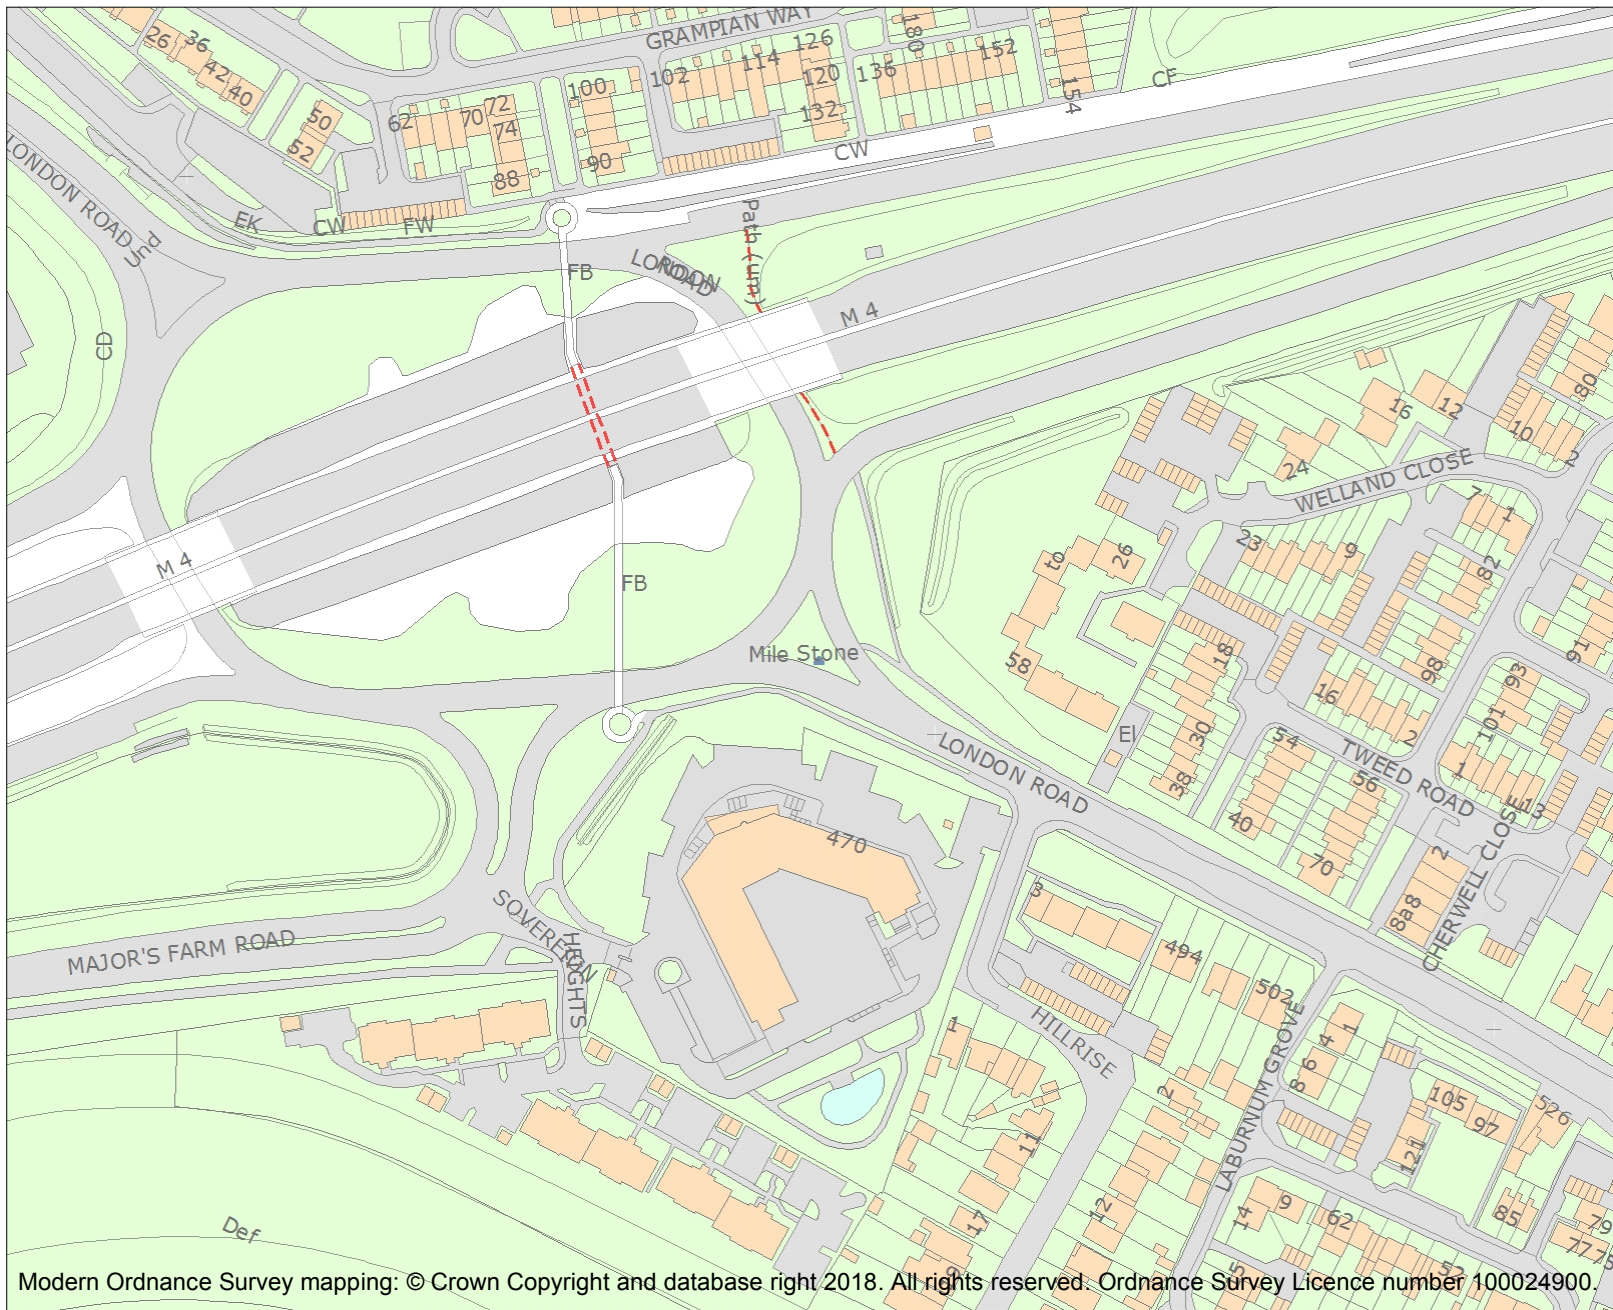 GRAMPIAN WAY
26
36
42
40
50
52
62
70
72
74
88
100
90
102
114
126
120
132
136
180
152
154
CF
CW
LONDON ROAD
Und
EK
CW
FW
CD
FB
LONDON
ROAD
Path (um)
M 4
M 4
FB
Mile Stone
16
12
80
10
2
24
WELLAND CLOSE
7
1
23
9
82
to
26
58
18
16
98
91
93
101
2
El
30
38
54
56
40
70
TWEED ROAD
1
13
LONDON ROAD
2
8a8
CHERWELL CLOSE
470
SOVEREIGN
HEIGHTS
MAJOR'S FARM ROAD
3
494
502
HILLRISE
LABURNUM GROVE
1
1
4
6
8
2
11
105
97
526
121
12
17
14
9
62
85
79
77
75
52
Def
Modern Ordnance Survey mapping: © Crown Copyright and database right 2018. All rights reserved. Ordnance Survey Licence number 100024900.